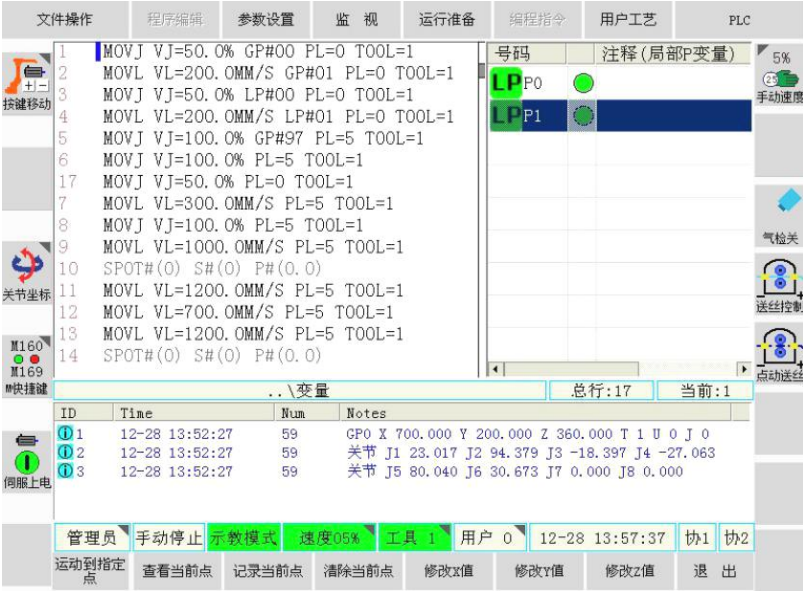 文件操作 程序编辑 参数设置 监 视 运行准备 编程指令 用户工艺 PLC
按键移动
关节坐标
M160
M169
M快捷键
伺服上电
1 MOVJ VJ=50.0% GP#00 PL=0 TOOL=1
2 MOVL VL=200.0MM/S GP#01 PL=0 TOOL=1
3 MOVJ VJ=50.0% LP#00 PL=0 TOOL=1
4 MOVL VL=200.0MM/S LP#01 PL=0 TOOL=1
5 MOVJ VJ=100.0% GP#97 PL=5 TOOL=1
6 MOVJ VJ=100.0% PL=5 TOOL=1
17 MOVJ VJ=50.0% PL=0 TOOL=1
7 MOVL VL=300.0MM/S PL=5 TOOL=1
8 MOVJ VJ=100.0% PL=5 TOOL=1
9 MOVL VL=1000.0MM/S PL=5 TOOL=1
10 SPOT#(0) S#(0) P#(0.0)
11 MOVL VL=1200.0MM/S PL=5 TOOL=1
12 MOVL VL=700.0MM/S PL=5 TOOL=1
13 MOVL VL=1200.0MM/S PL=5 TOOL=1
14 SPOT#(0) S#(0) P#(0.0)
号码 注释(局部P变量)
LP P0
LP P1
5%
25
手动速度
气检关
送丝控制
点动送丝
..\变量 总行:17 当前:1
ID Time Num Notes
1 12-28 13:52:27 59 GP0 X 700.000 Y 200.000 Z 360.000 T 1 U 0 J 0
2 12-28 13:52:27 59 关节 J1 23.017 J2 94.379 J3 -18.397 J4 -27.063
3 12-28 13:52:27 59 关节 J5 80.040 J6 30.673 J7 0.000 J8 0.000
管理员 手动停止 示教模式 速度05% 工具 1 用户 0 12-28 13:57:37 协1 协2
运动到指定点 查看当前点 记录当前点 清除当前点 修改X值 修改Y值 修改Z值 退 出